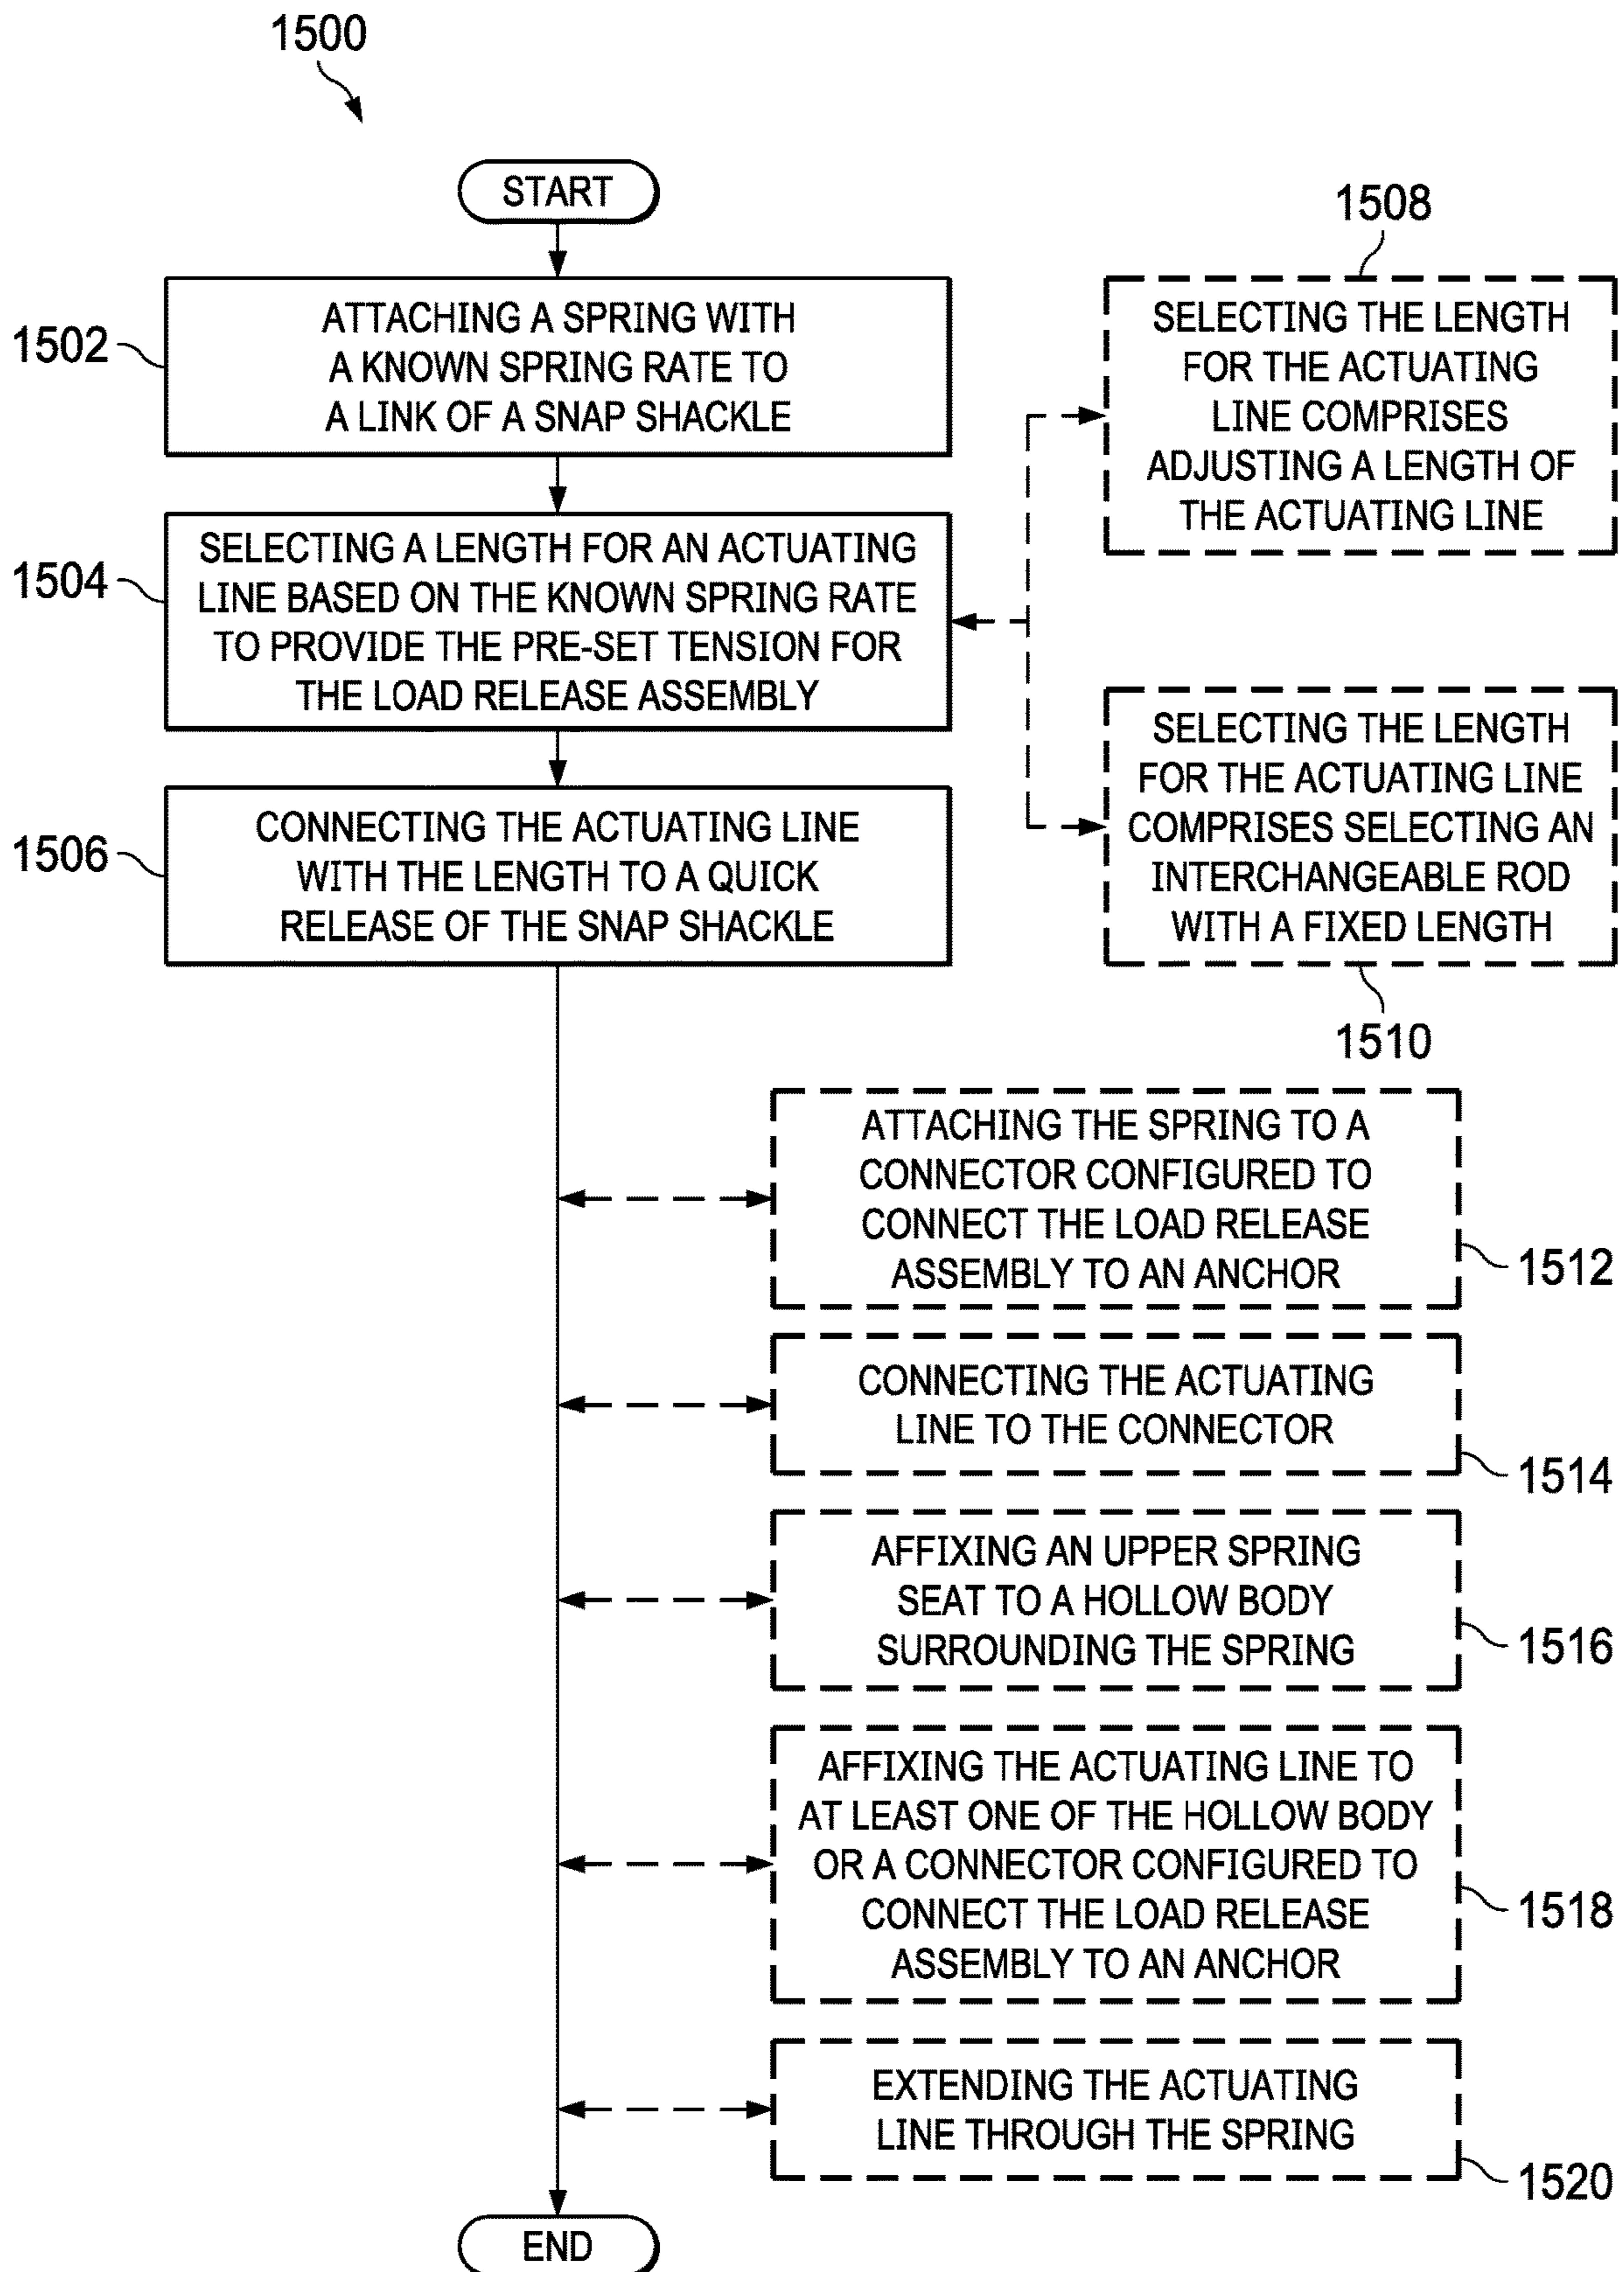 1500
START
1502
ATTACHING A SPRING WITH
A KNOWN SPRING RATE TO
A LINK OF A SNAP SHACKLE
1504
SELECTING A LENGTH FOR AN ACTUATING
LINE BASED ON THE KNOWN SPRING RATE
TO PROVIDE THE PRE-SET TENSION FOR
THE LOAD RELEASE ASSEMBLY
1508
SELECTING THE LENGTH
FOR THE ACTUATING
LINE COMPRISES
ADJUSTING A LENGTH OF
THE ACTUATING LINE
SELECTING THE LENGTH
FOR THE ACTUATING LINE
COMPRISES SELECTING AN
INTERCHANGEABLE ROD
WITH A FIXED LENGTH
1510
1506
CONNECTING THE ACTUATING LINE
WITH THE LENGTH TO A QUICK
RELEASE OF THE SNAP SHACKLE
ATTACHING THE SPRING TO A
CONNECTOR CONFIGURED TO
CONNECT THE LOAD RELEASE
ASSEMBLY TO AN ANCHOR
1512
CONNECTING THE ACTUATING
LINE TO THE CONNECTOR
1514
AFFIXING AN UPPER SPRING
SEAT TO A HOLLOW BODY
SURROUNDING THE SPRING
1516
AFFIXING THE ACTUATING LINE TO
AT LEAST ONE OF THE HOLLOW BODY
OR A CONNECTOR CONFIGURED TO
CONNECT THE LOAD RELEASE
ASSEMBLY TO AN ANCHOR
1518
EXTENDING THE ACTUATING
LINE THROUGH THE SPRING
1520
END